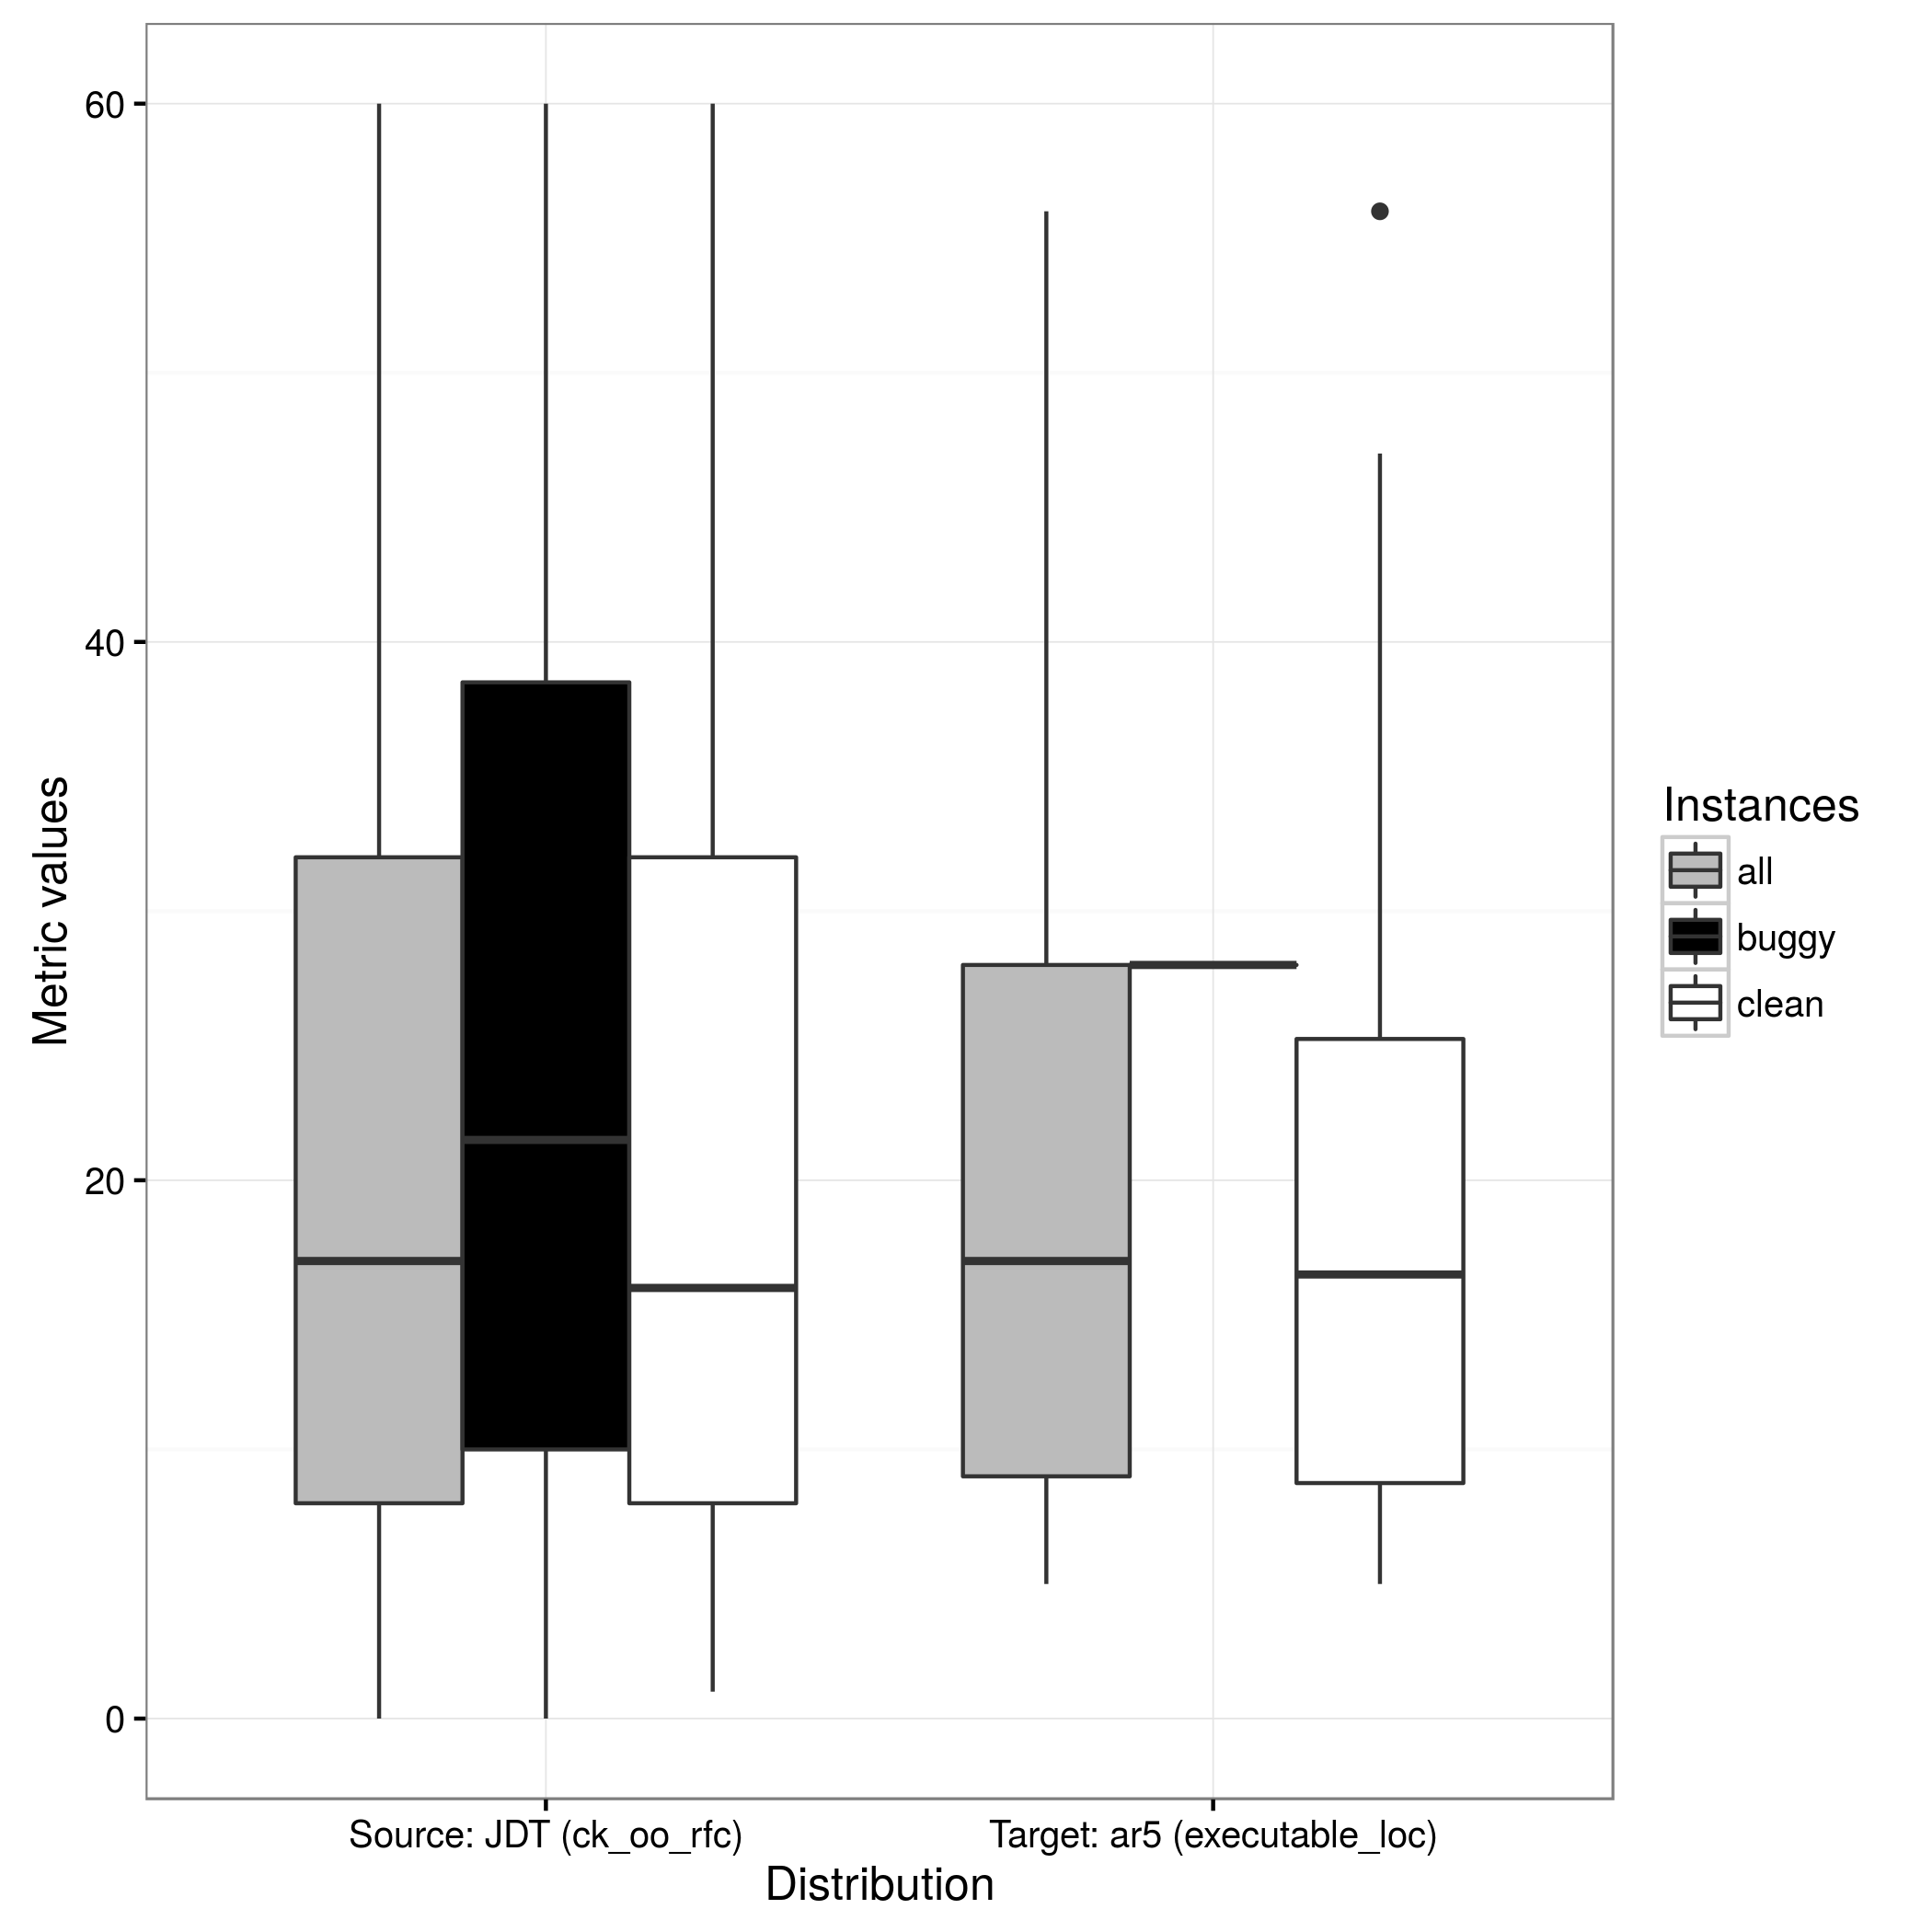 Metric values
60
40
20
0
Source: JDT (ck_oo_rfc)
Target: ar5 (executable_loc)
Distribution
Instances
all
buggy
clean